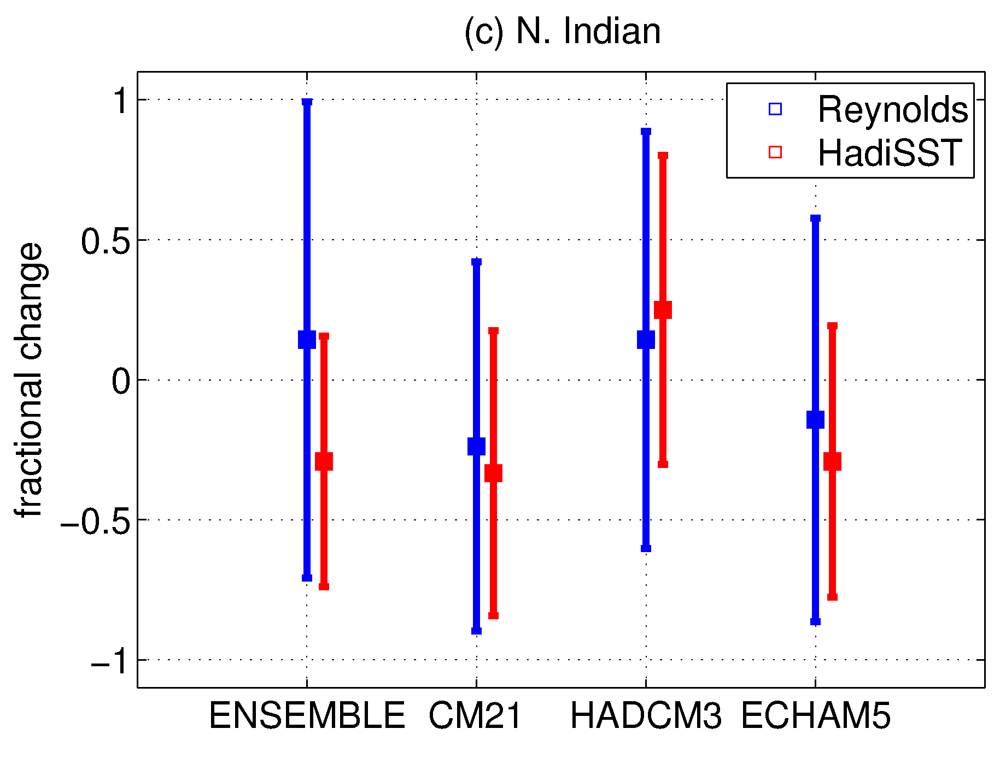 (c) N. Indian
Reynolds
HadiSST
fractional change
1
0.5
0
−0.5
−1
ENSEMBLE CM21 HADCM3 ECHAM5